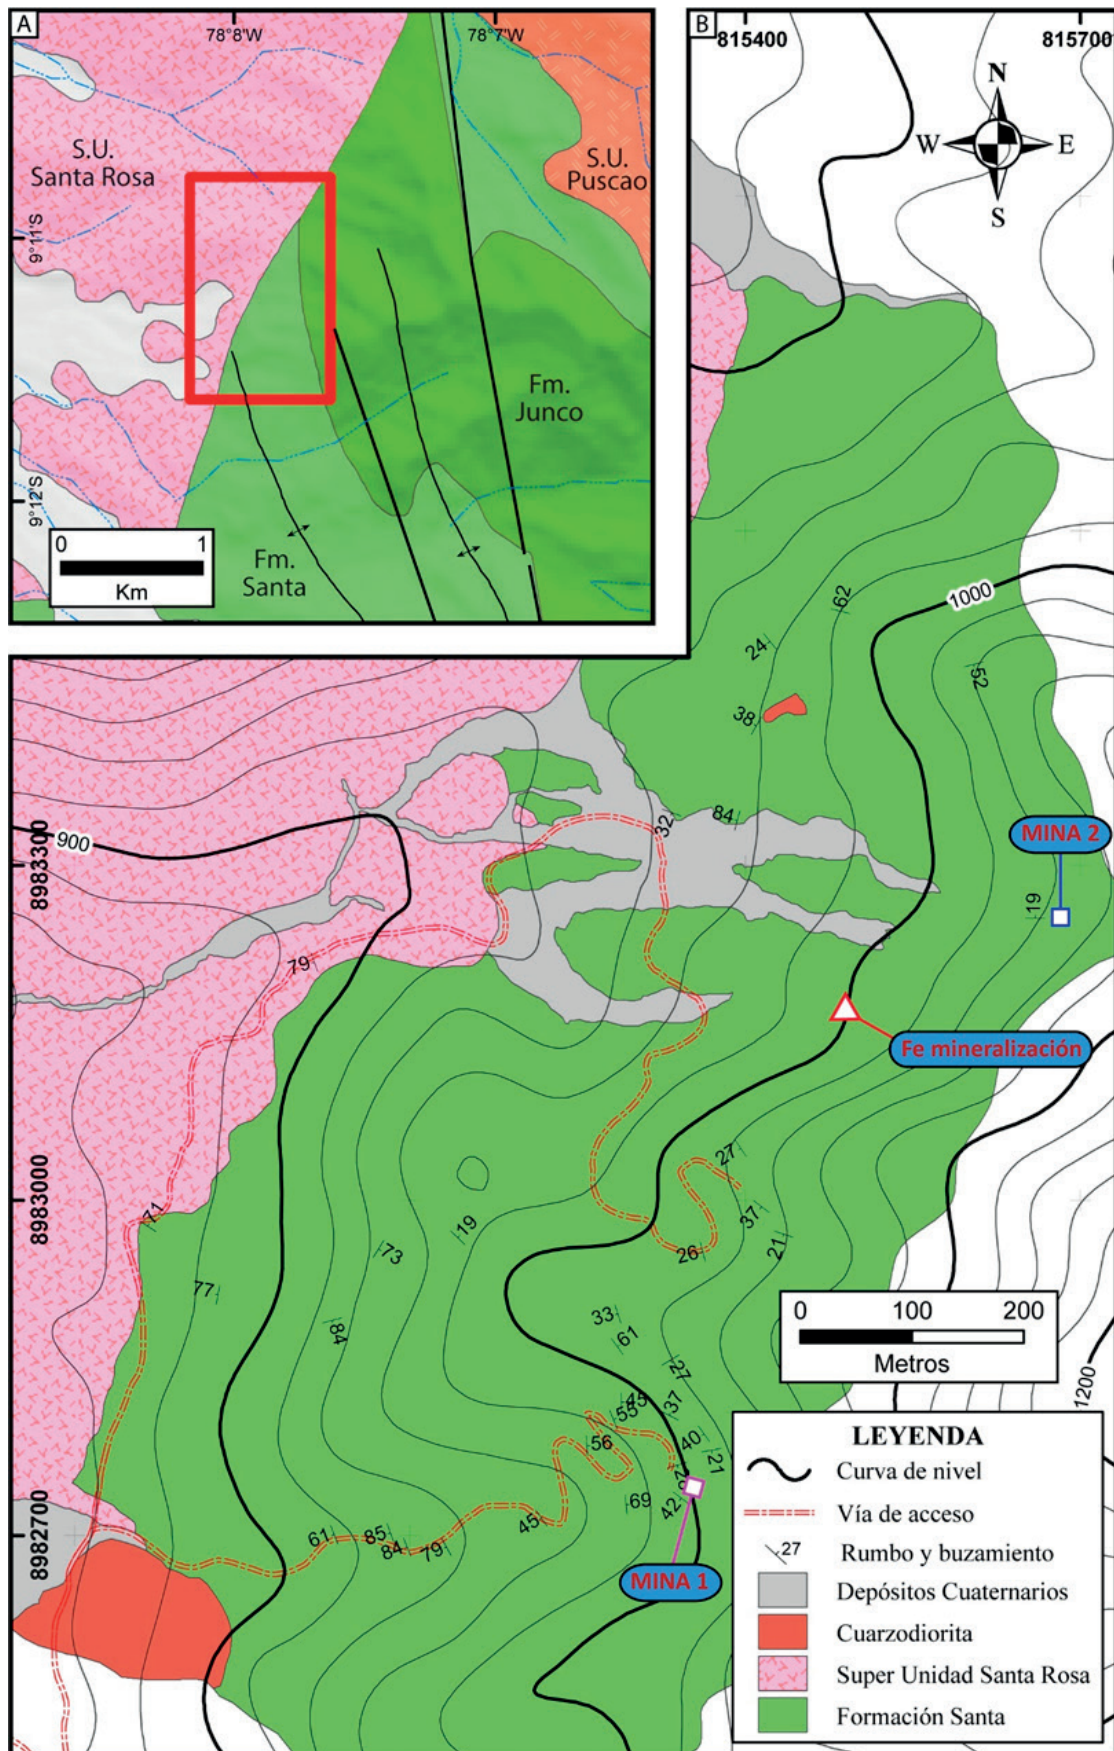 A
78°8'W
78°7'W
9°11'S
9°12'S
S.U.
Santa Rosa
S.U.
Puscao
Fm.
Junco
Fm.
Santa
0 1
Km
B
815400
815700
N
W E
S
8983300
8983000
8982700
62
1000
24
52
38
84
32
900
MINA 2
19
79
Fe mineralización
27
71
19
37
73
21
26
77
33
84
61
0 100 200
Metros
27
1200
45
37
55
40
56
21
69
42
45
61
85
84
79
MINA 1
LEYENDA
Curva de nivel
Vía de acceso
27 Rumbo y buzamiento
Depósitos Cuaternarios
Cuarzodiorita
Super Unidad Santa Rosa
Formación Santa